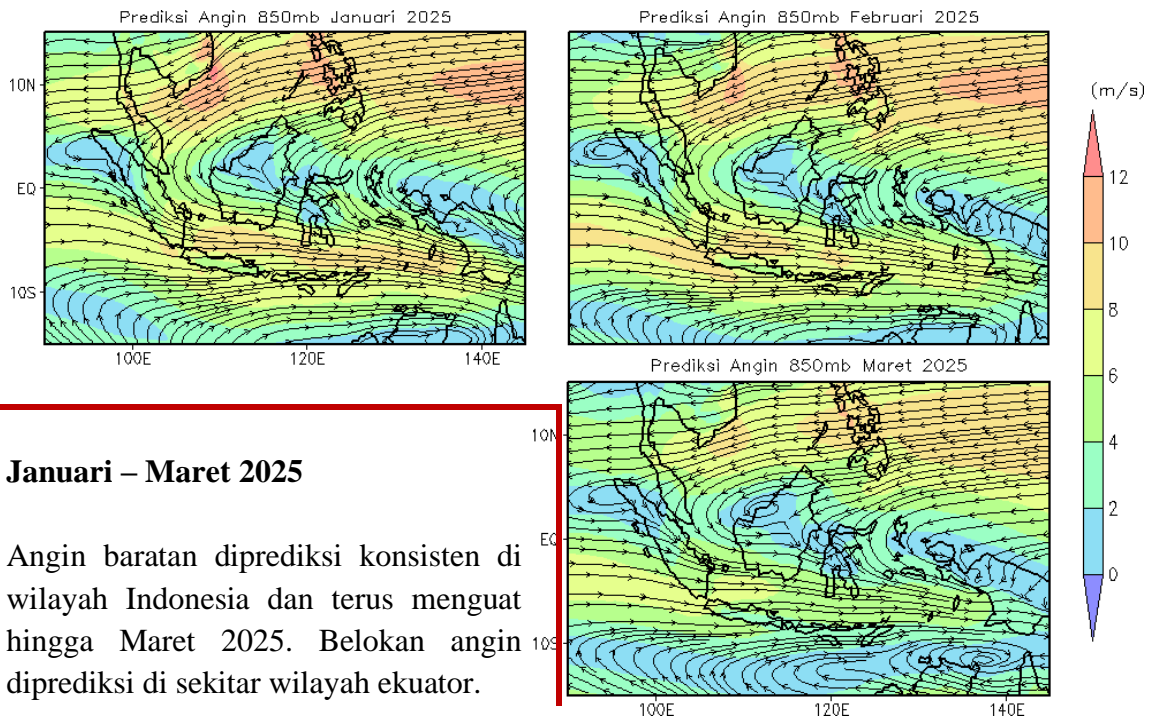 Prediksi Angin 850mb Januari 2025
10N
EQ
10S
100E 120E 140E
Prediksi Angin 850mb Februari 2025
(m/s)
12
10
8
6
4
2
0
Prediksi Angin 850mb Maret 2025
10N
EQ
10S
100E 120E 140E
Januari – Maret 2025
Angin baratan diprediksi konsisten di
wilayah Indonesia dan terus menguat
hingga Maret 2025. Belokan angin
diprediksi di sekitar wilayah ekuator.